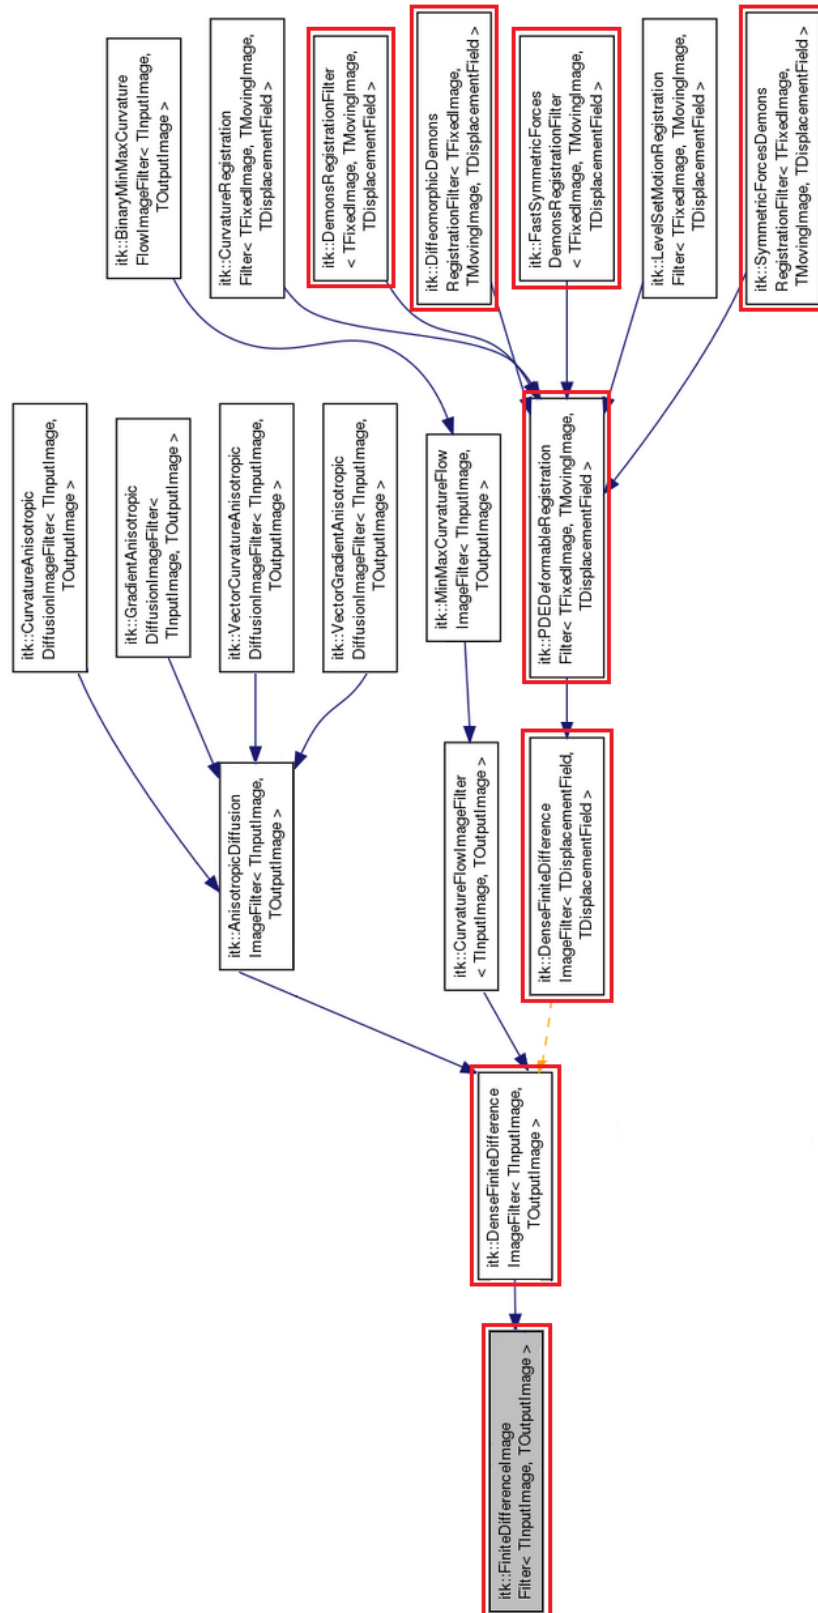 itk::BinaryMinMaxCurvature
FlowImageFilter< TInputImage,
TOutputImage >
itk::CurvatureRegistration
Filter< TFixedImage, TMovingImage,
TDisplacementField >
itk::DemonsRegistrationFilter
< TFixedImage, TMovingImage,
TDisplacementField >
itk::DiffeomorphicDemons
RegistrationFilter< TFixedImage,
TMovingImage, TDisplacementField >
itk::FastSymmetricForces
DemonsRegistrationFilter
< TFixedImage, TMovingImage,
TDisplacementField >
itk::LevelSetMotionRegistration
Filter< TFixedImage, TMovingImage,
TDisplacementField >
itk::SymmetricForcesDemons
RegistrationFilter< TFixedImage,
TMovingImage, TDisplacementField >
itk::CurvatureAnisotropic
DiffusionImageFilter< TInputImage,
TOutputImage >
itk::GradientAnisotropic
DiffusionImageFilter<
TInputImage, TOutputImage >
itk::VectorCurvatureAnisotropic
DiffusionImageFilter< TInputImage,
TOutputImage >
itk::VectorGradientAnisotropic
DiffusionImageFilter< TInputImage,
TOutputImage >
itk::MinMaxCurvatureFlow
ImageFilter< TInputImage,
TOutputImage >
itk::PDEDeformableRegistration
Filter< TFixedImage, TMovingImage,
TDisplacementField >
itk::AnisotropicDiffusion
ImageFilter< TInputImage,
TOutputImage >
itk::CurvatureFlowImageFilter
< TInputImage, TOutputImage >
itk::DenseFiniteDifference
ImageFilter< TDisplacementField,
TDisplacementField >
itk::DenseFiniteDifference
ImageFilter< TInputImage,
TOutputImage >
itk::FiniteDifferenceImage
Filter< TInputImage, TOutputImage >